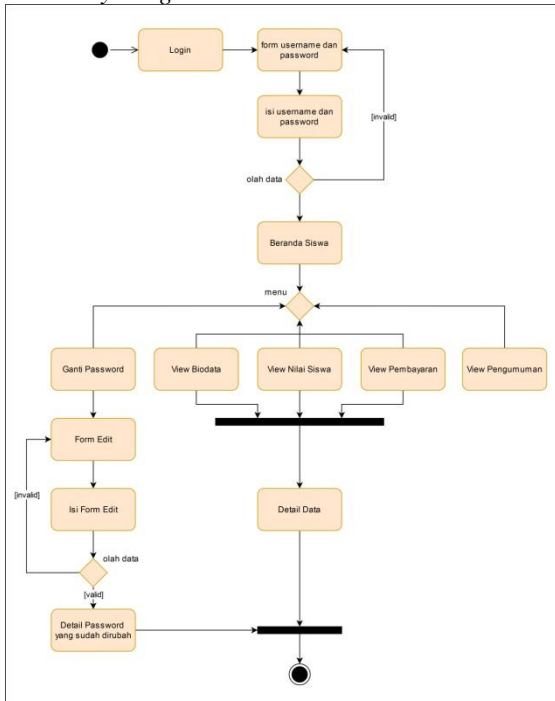 Login
form username dan
password
isi username dan
password
[invalid]
olah data
Beranda Siswa
menu
Ganti Password
View Biodata
View Nilai Siswa
View Pembayaran
View Pengumuman
Form Edit
[invalid]
Isi Form Edit
Detail Data
olah data
[valid]
Detail Password
yang sudah dirubah